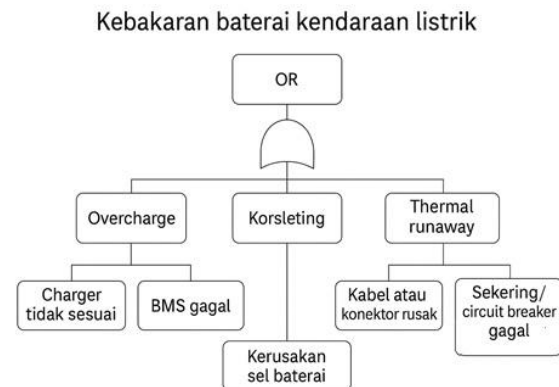 Kebakaran baterai kendaraan listrik
OR
Overcharge
Korsleting
Thermal
runaway
Charger
tidak sesuai
BMS gagal
Kabel atau
konektor rusak
Sekering/
circuit breaker
gagal
Kerusakan
sel baterai